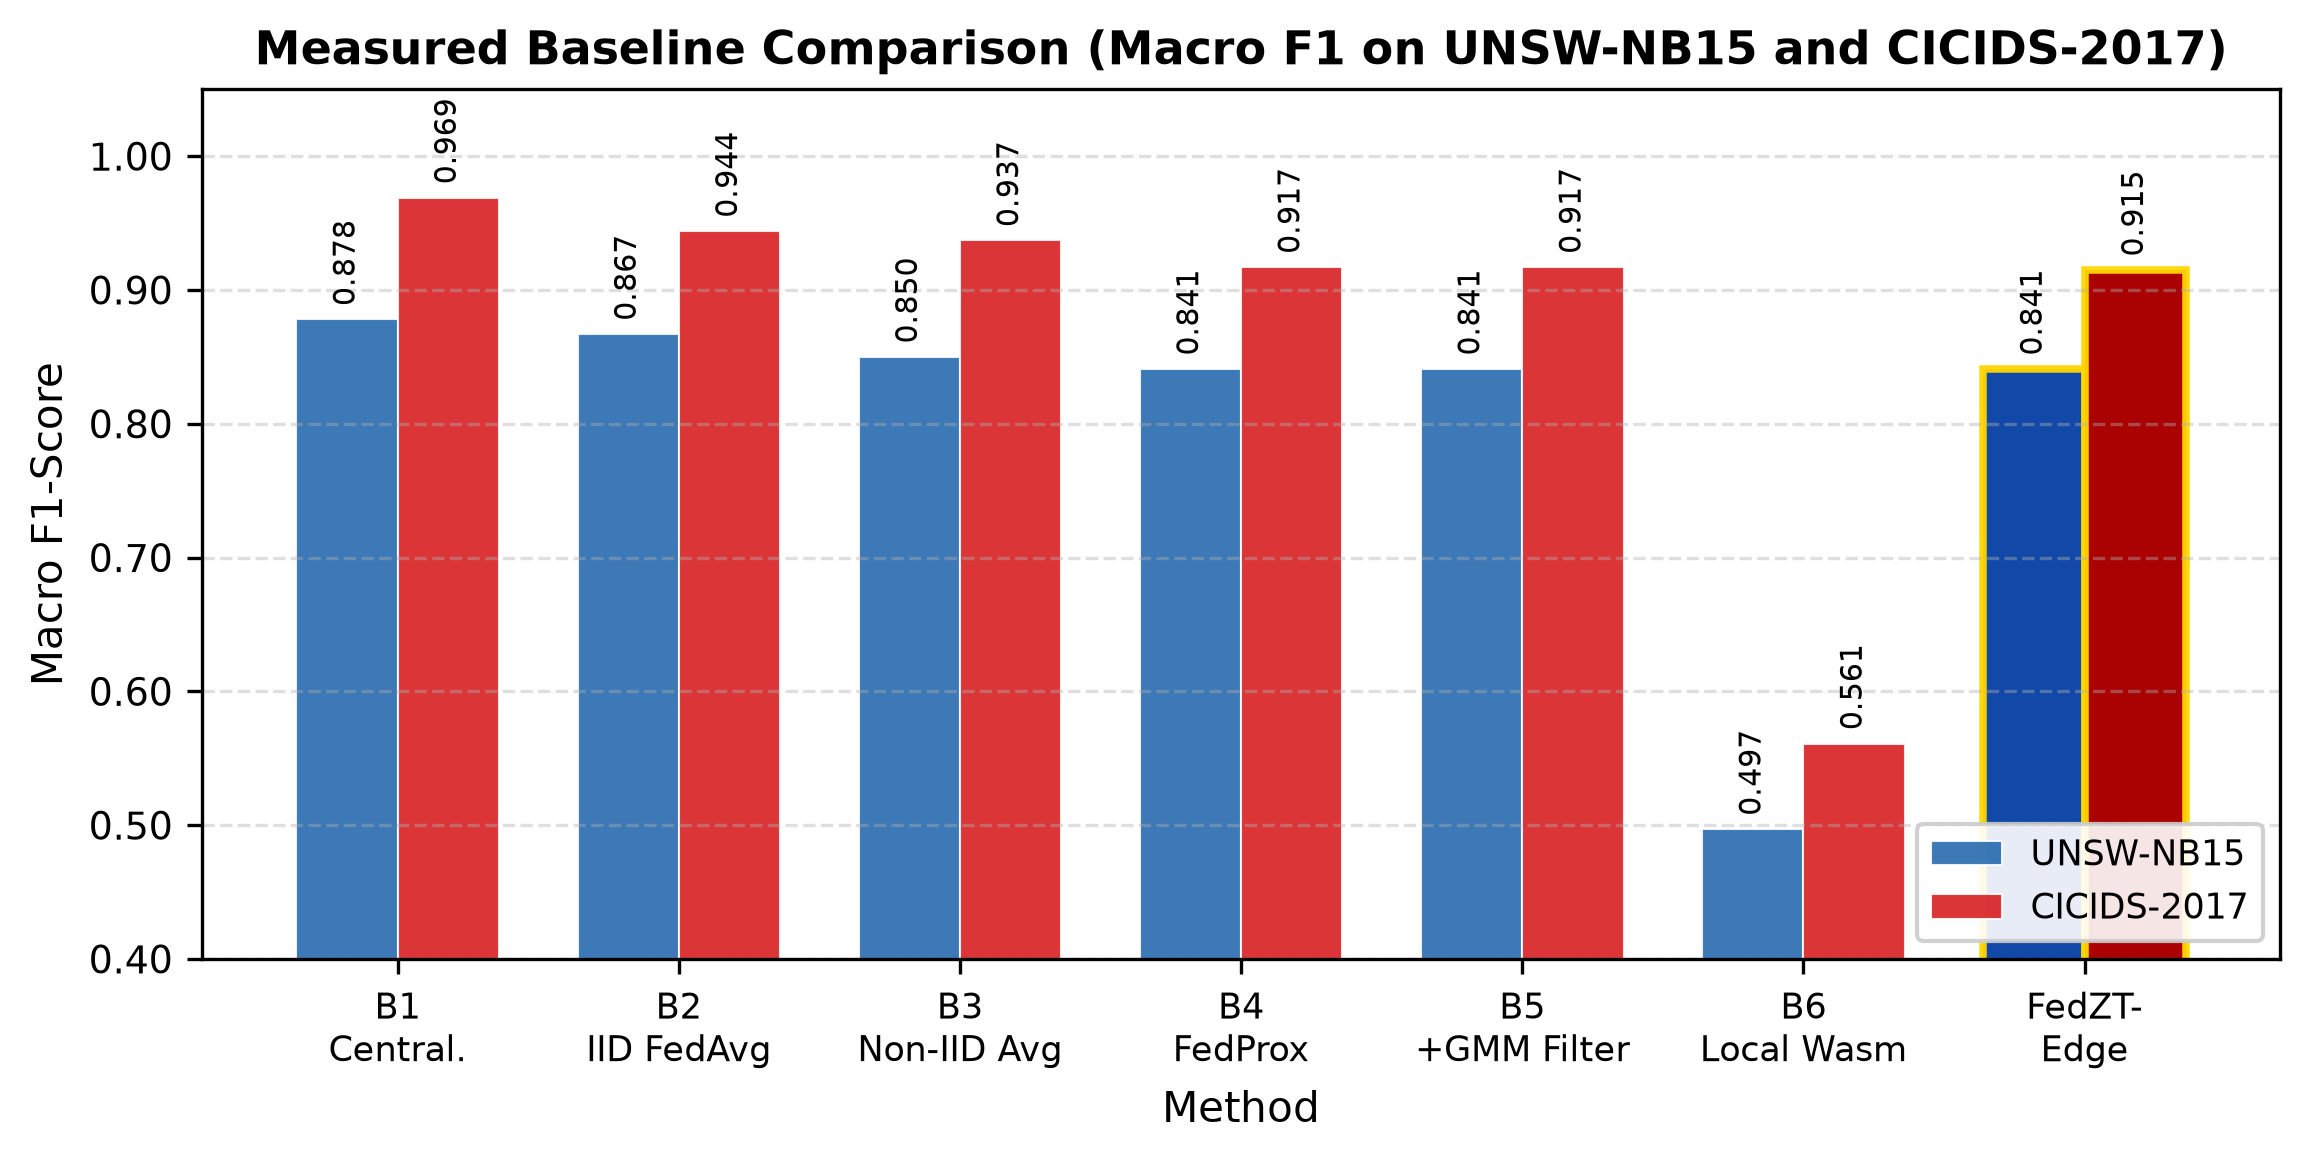 Measured Baseline Comparison (Macro F1 on UNSW-NB15 and CICIDS-2017)
Macro F1-Score
1.00
0.90
0.80
0.70
0.60
0.50
0.40
0.878
0.969
0.867
0.944
0.850
0.937
0.841
0.917
0.841
0.917
0.497
0.561
0.841
0.915
UNSW-NB15
CICIDS-2017
B1
Central.
B2
IID FedAvg
B3
Non-IID Avg
B4
FedProx
B5
+GMM Filter
B6
Local Wasm
FedZT-
Edge
Method